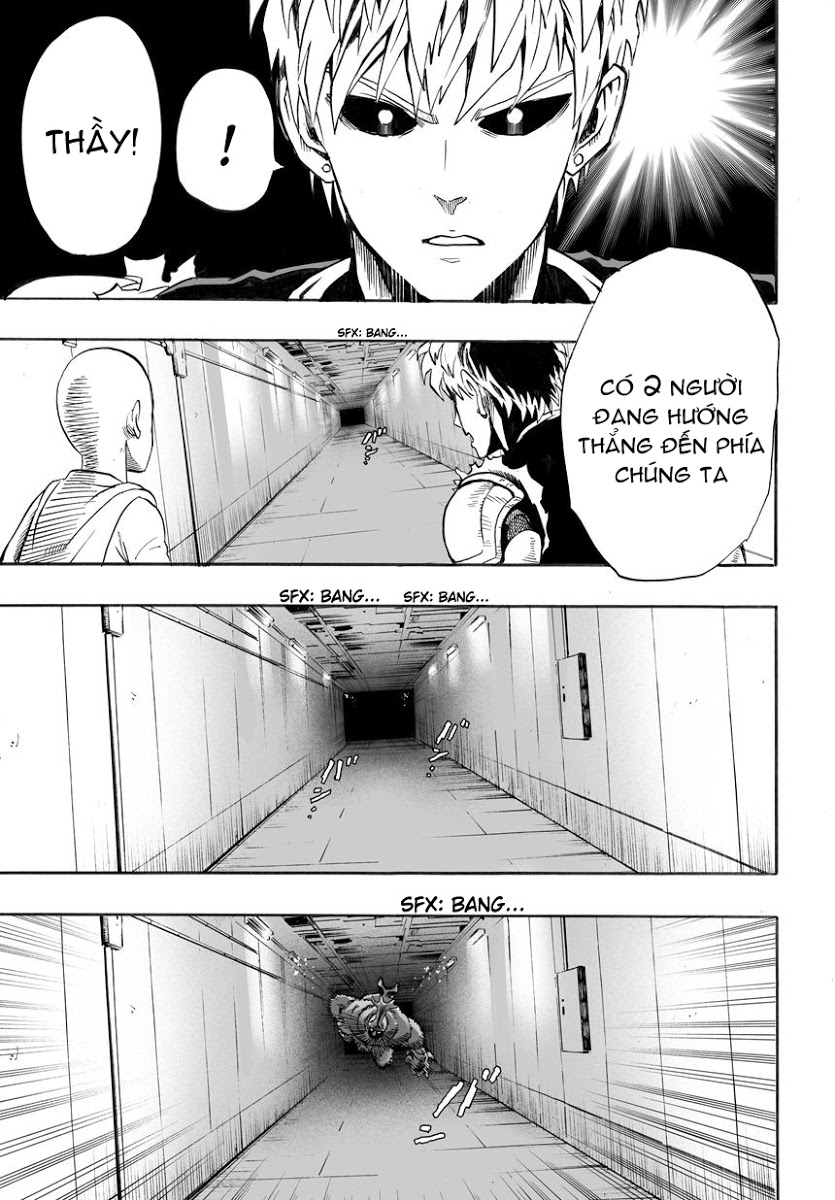 !
THẦY!
SFX: BANG...
CÓ 2 NGƯỜI
ĐANG HƯỚNG
THẲNG ĐẾN PHÍA
CHÚNG TA
SFX: BANG...
SFX: BANG...
SFX: BANG...